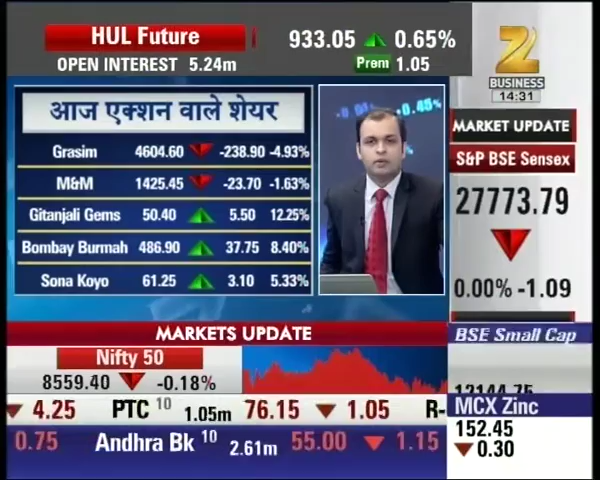 HUL Future
933.05 0.65%
OPEN INTEREST 5.24m
Prem 1.05
Z
BUSINESS
14:31
आज एक्शन वाले शेयर
Grasim 4604.60 -238.90 -4.93%
M&M 1425.45 -23.70 -1.63%
Gitanjali Gems 50.40 5.50 12.25%
Bombay Burmah 486.90 37.75 8.40%
Sona Koyo 61.25 3.10 5.33%
0.45%
MARKET UPDATE
S&P BSE Sensex
27773.79
0.00% -1.09
MARKETS UPDATE
BSE Small Cap
Nifty 50
8559.40 -0.18%
4.25 PTC 10 1.05m 76.15 1.05 R-
MCX Zinc
152.45
0.30
0.75 Andhra Bk 10 2.61m 55.00 1.15